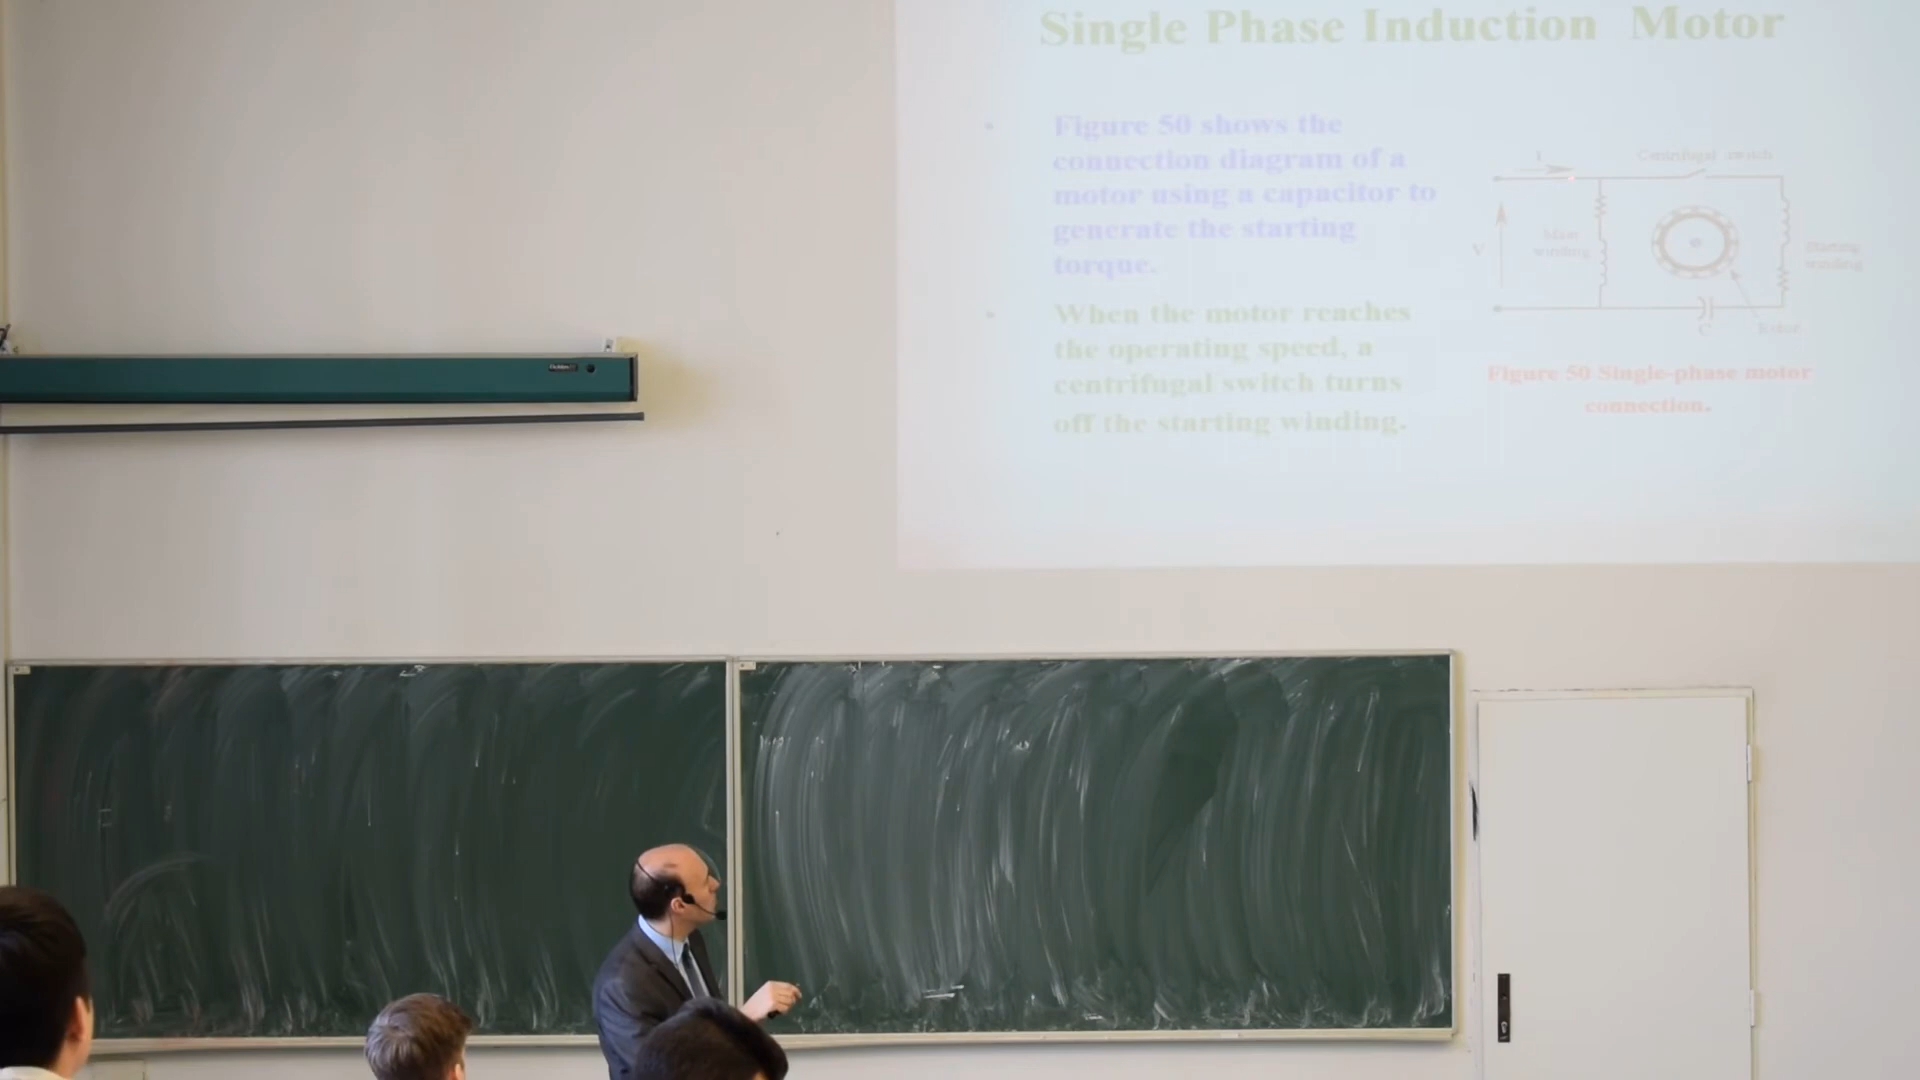 Single Phase Induction Motor
Figure 50 shows the
connection diagram of a
motor using a capacitor to
generate the starting
torque.
When the motor reaches
the operating speed, a
centrifugal switch turns
off the starting winding.
I
Centrifugal switch
V
Main
winding
Starting
winding
C
Rotor
Figure 50 Single-phase motor
connection.